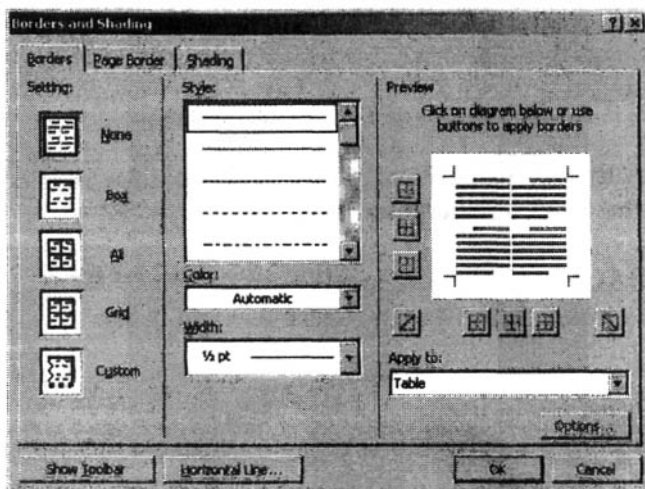 Borders and Shading
Borders Page Border Shading
Setting:
None
Box
All
Grid
Custom
Style:
Color:
Automatic
Width:
½ pt
Preview
Click on diagram below or use
buttons to apply borders
Apply to:
Table
Options...
Show Toolbar
Horizontal Line...
OK
Cancel